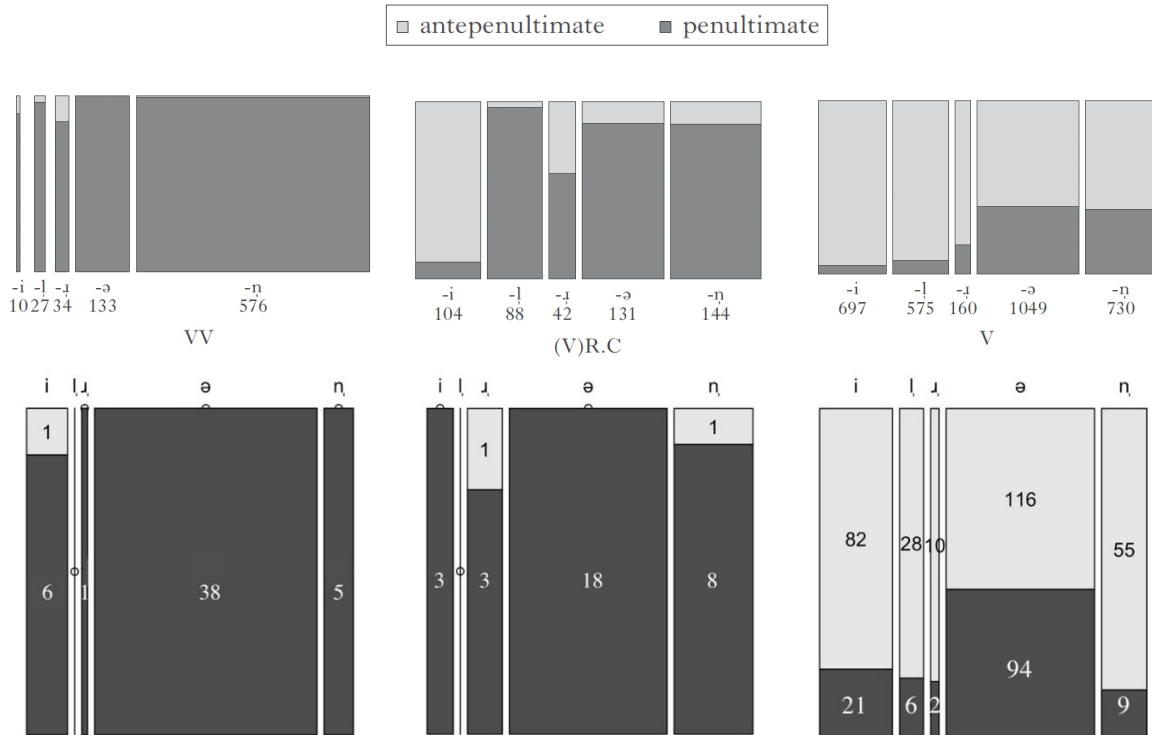 antepenultimate penultimate
-i -l̩ -ɹ̩ -ə -n̩
10 27 34 133 576
VV
-i -l̩ -ɹ̩ -ə -n̩
104 88 42 131 144
(V)R.C
-i -l̩ -ɹ̩ -ə -n̩
697 575 160 1049 730
V
i l̩ ɹ̩ ə n̩
1
6 1 38 5
i l̩ ɹ̩ ə n̩
1 1
3 3 18 8
i l̩ ɹ̩ ə n̩
82 28 10 116 55
21 6 2 94 9